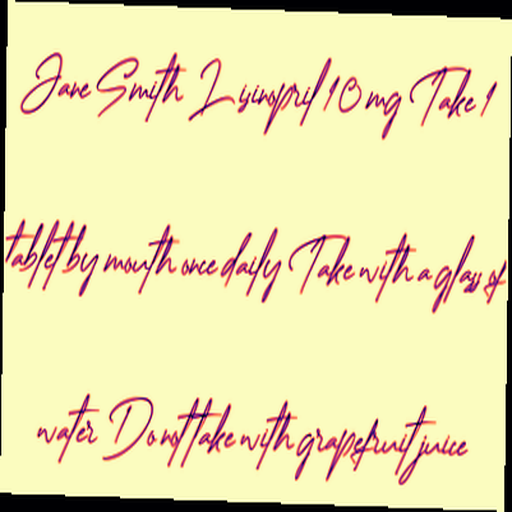 Jane Smith Lisinopril 10 mg Take 1
tablet by mouth once daily Take with a glass of
water Do not take with grapefruit juice